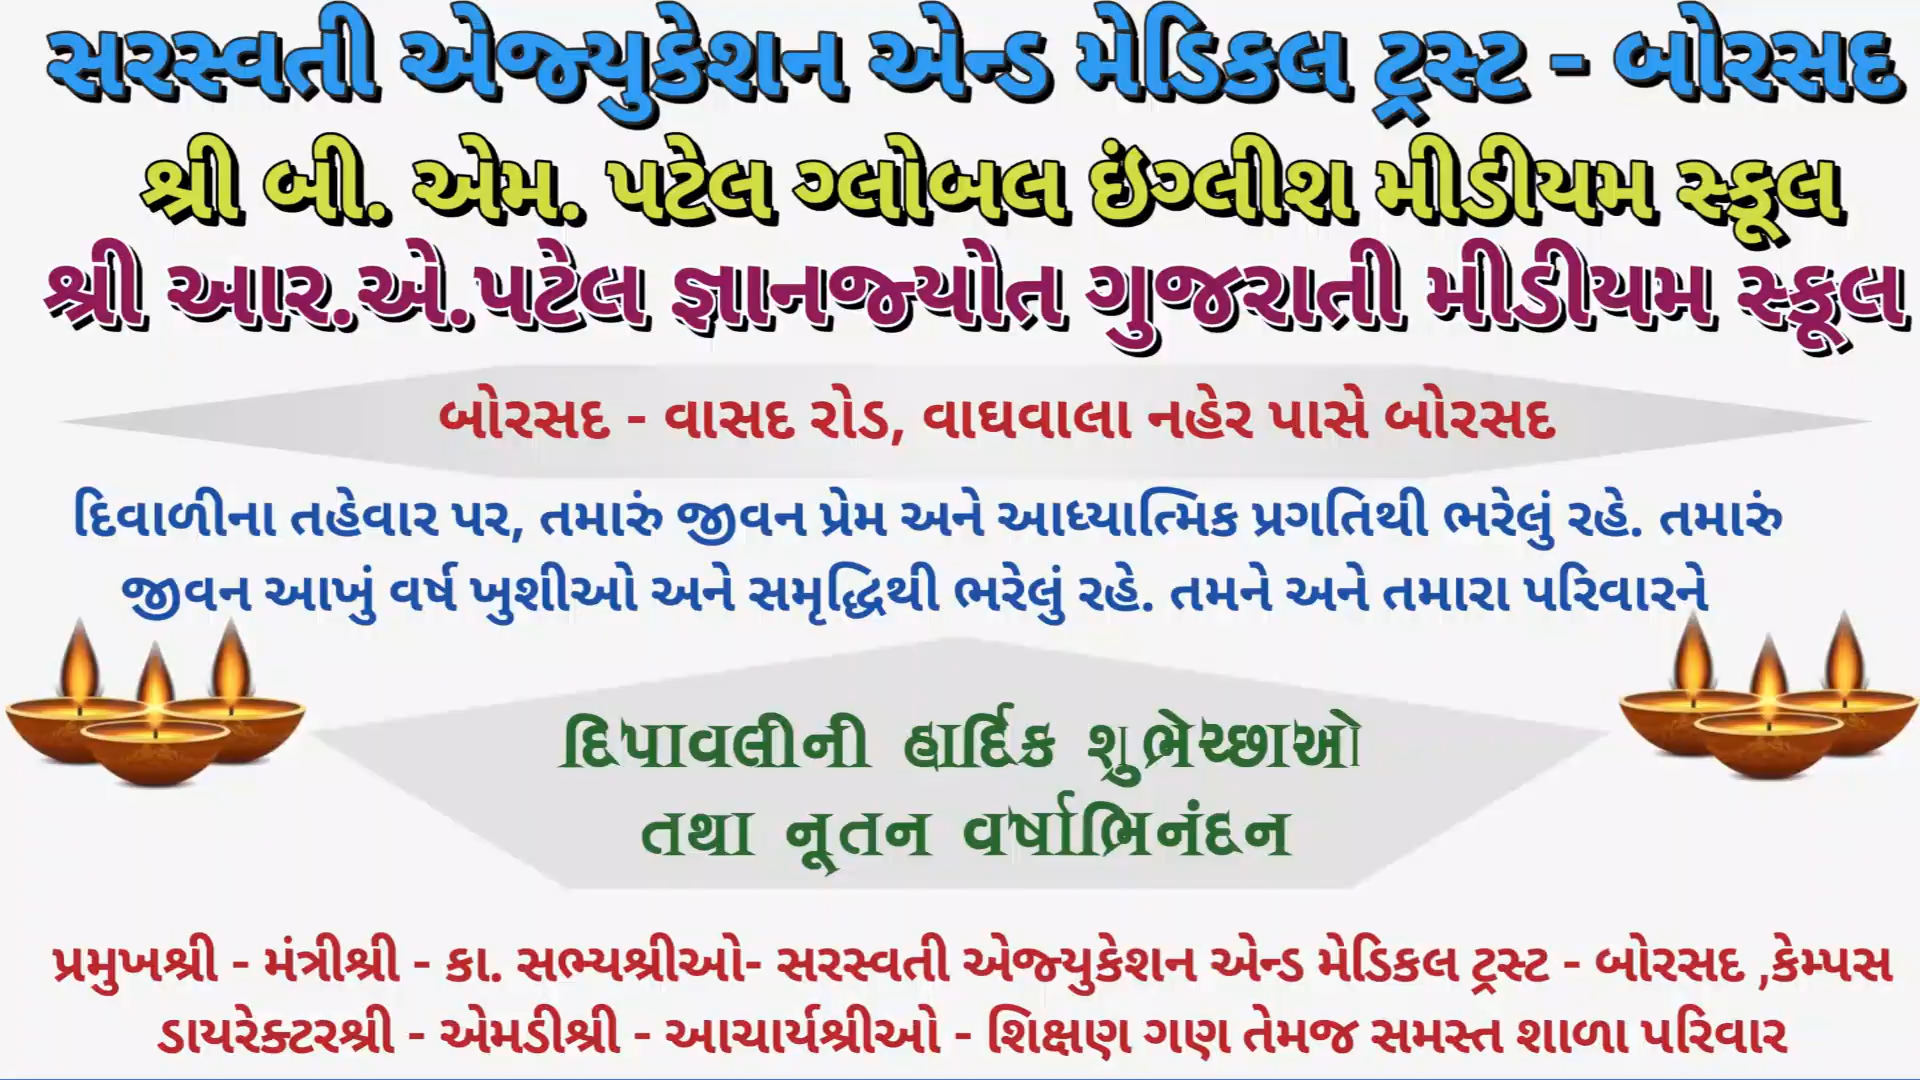 સરસ્વતી એજ્યુકેશન એન્ડ મેડિકલ ટ્રસ્ટ - બોરસદ
શ્રી બી. એમ. પટેલ ગ્લોબલ ઇંગ્લીશ મીડીયમ સ્કૂલ
શ્રી આર.એ.પટેલ જ્ઞાનજ્યોત ગુજરાતી મીડીયમ સ્કૂલ
બોરસદ - વાસદ રોડ, વાઘવાલા નહેર પાસે બોરસદ
દિવાળીના તહેવાર પર, તમારું જીવન પ્રેમ અને આધ્યાત્મિક પ્રગતિથી ભરેલું રહે. તમારું
જીવન આખું વર્ષ ખુશીઓ અને સમૃદ્ધિથી ભરેલું રહે. તમને અને તમારા પરિવારને
દિપાવલીની હાર્દિક શુભેચ્છાઓ
તથા નૂતન વર્ષાભિનંદન
પ્રમુખશ્રી - મંત્રીશ્રી - કા. સભ્યશ્રીઓ- સરસ્વતી એજ્યુકેશન એન્ડ મેડિકલ ટ્રસ્ટ - બોરસદ ,કેમ્પસ
ડાયરેક્ટરશ્રી - એમડીશ્રી - આચાર્યશ્રીઓ - શિક્ષણ ગણ તેમજ સમસ્ત શાળા પરિવાર